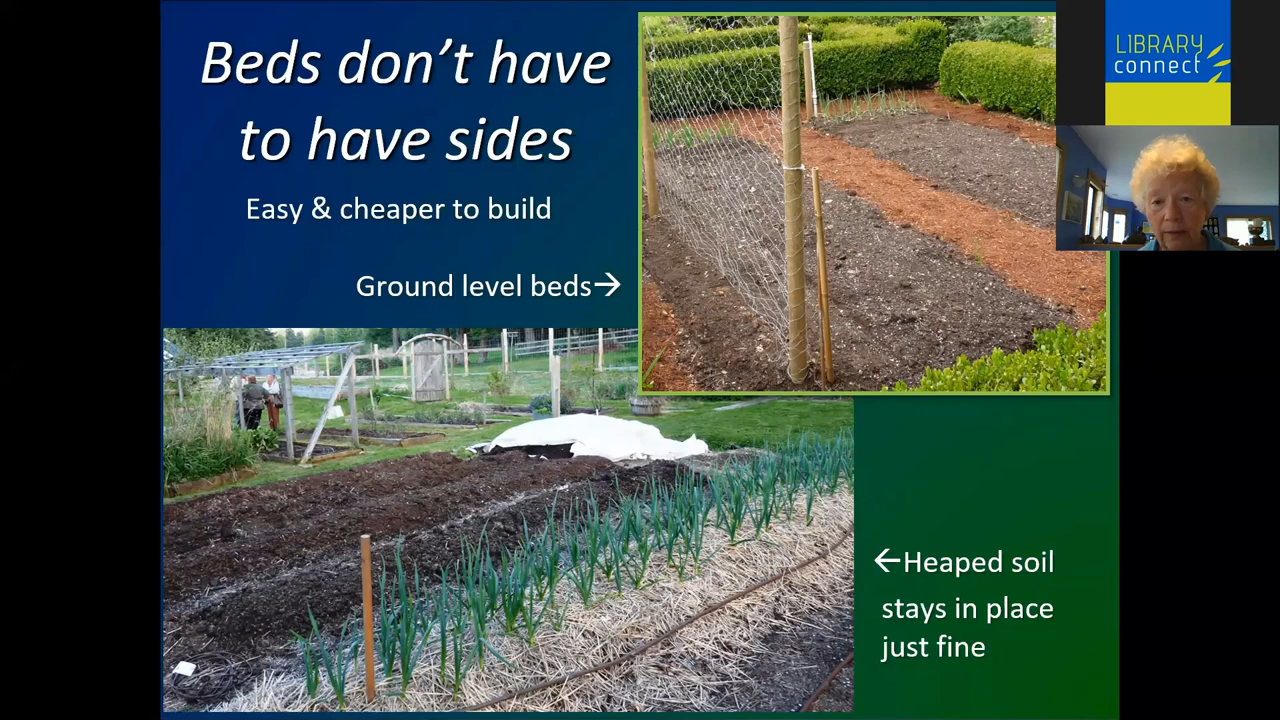 Beds don’t have
to have sides
Easy & cheaper to build
Ground level beds→
←Heaped soil
stays in place
just fine
LIBRARY
connect